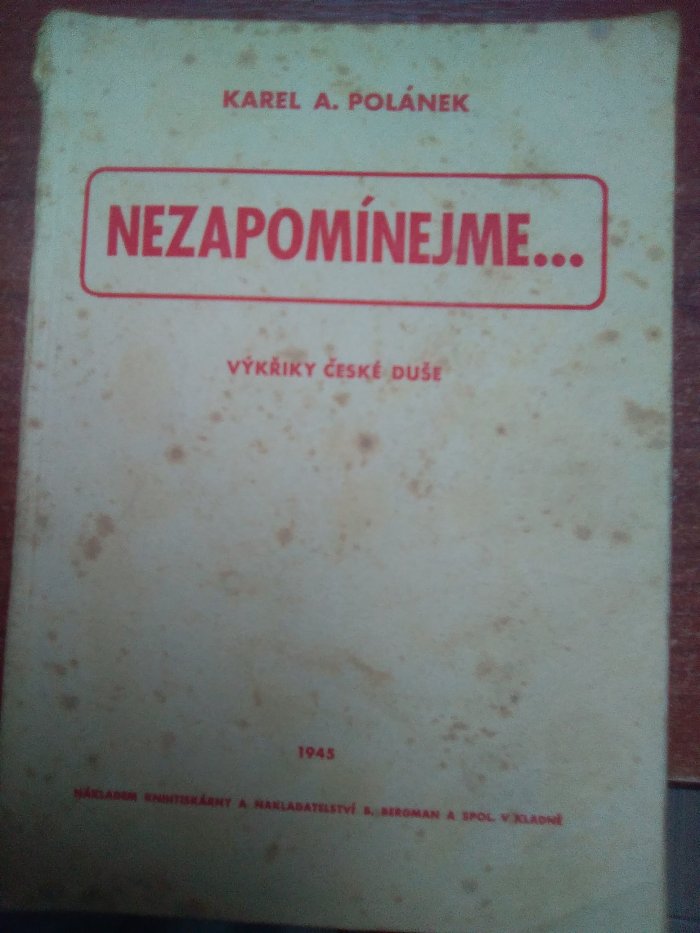 KAREL A. POLÁNEK
NEZAPOMÍNEJME...
VÝKŘIKY ČESKÉ DUŠE
1945
NÁKLADEM KNIHTISKÁRNY A NAKLADATELSTVÍ B. BERGMAN A SPOL. V KLADNĚ